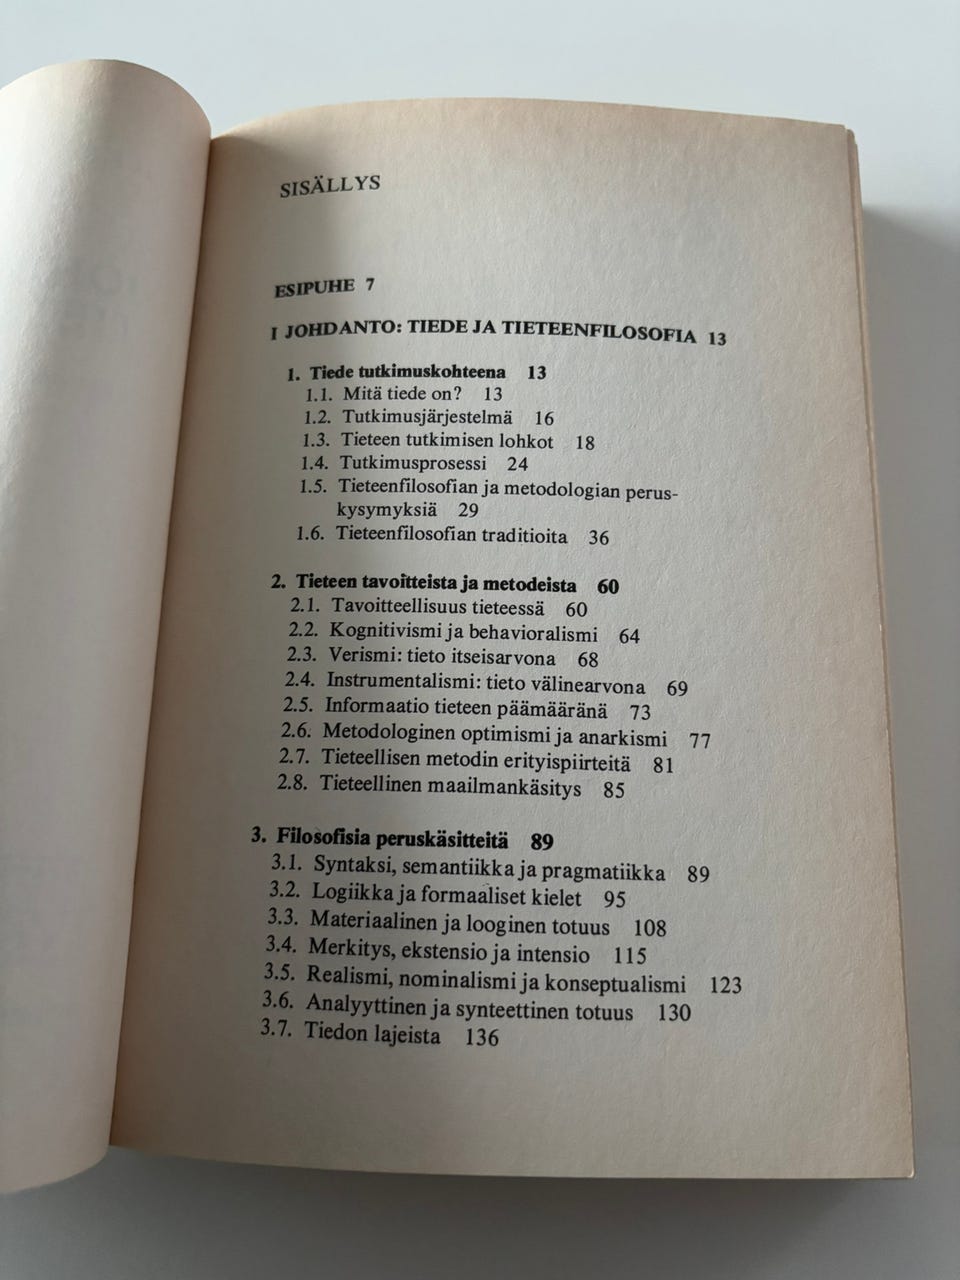 SISÄLLYS
ESIPUHE 7
I JOHDANTO: TIEDE JA TIETEENFILOSOFIA 13
1. Tiede tutkimuskohteena 13
1.1. Mitä tiede on? 13
1.2. Tutkimusjärjestelmä 16
1.3. Tieteen tutkimisen lohkot 18
1.4. Tutkimusprosessi 24
1.5. Tieteenfilosofian ja metodologian perus-
kysymyksiä 29
1.6. Tieteenfilosofian traditioita 36
2. Tieteen tavoitteista ja metodeista 60
2.1. Tavoitteellisuus tieteessä 60
2.2. Kognitivismi ja behavioralismi 64
2.3. Verismi: tieto itseisarvona 68
2.4. Instrumentalismi: tieto välinearvona 69
2.5. Informaatio tieteen päämääränä 73
2.6. Metodologinen optimismi ja anarkismi 77
2.7. Tieteellisen metodin erityispiirteitä 81
2.8. Tieteellinen maailmankäsitys 85
3. Filosofisia peruskäsitteitä 89
3.1. Syntaksi, semantiikka ja pragmatiikka 89
3.2. Logiikka ja formaaliset kielet 95
3.3. Materiaalinen ja looginen totuus 108
3.4. Merkitys, ekstensio ja intensio 115
3.5. Realismi, nominalismi ja konseptualismi 123
3.6. Analyyttinen ja synteettinen totuus 130
3.7. Tiedon lajeista 136